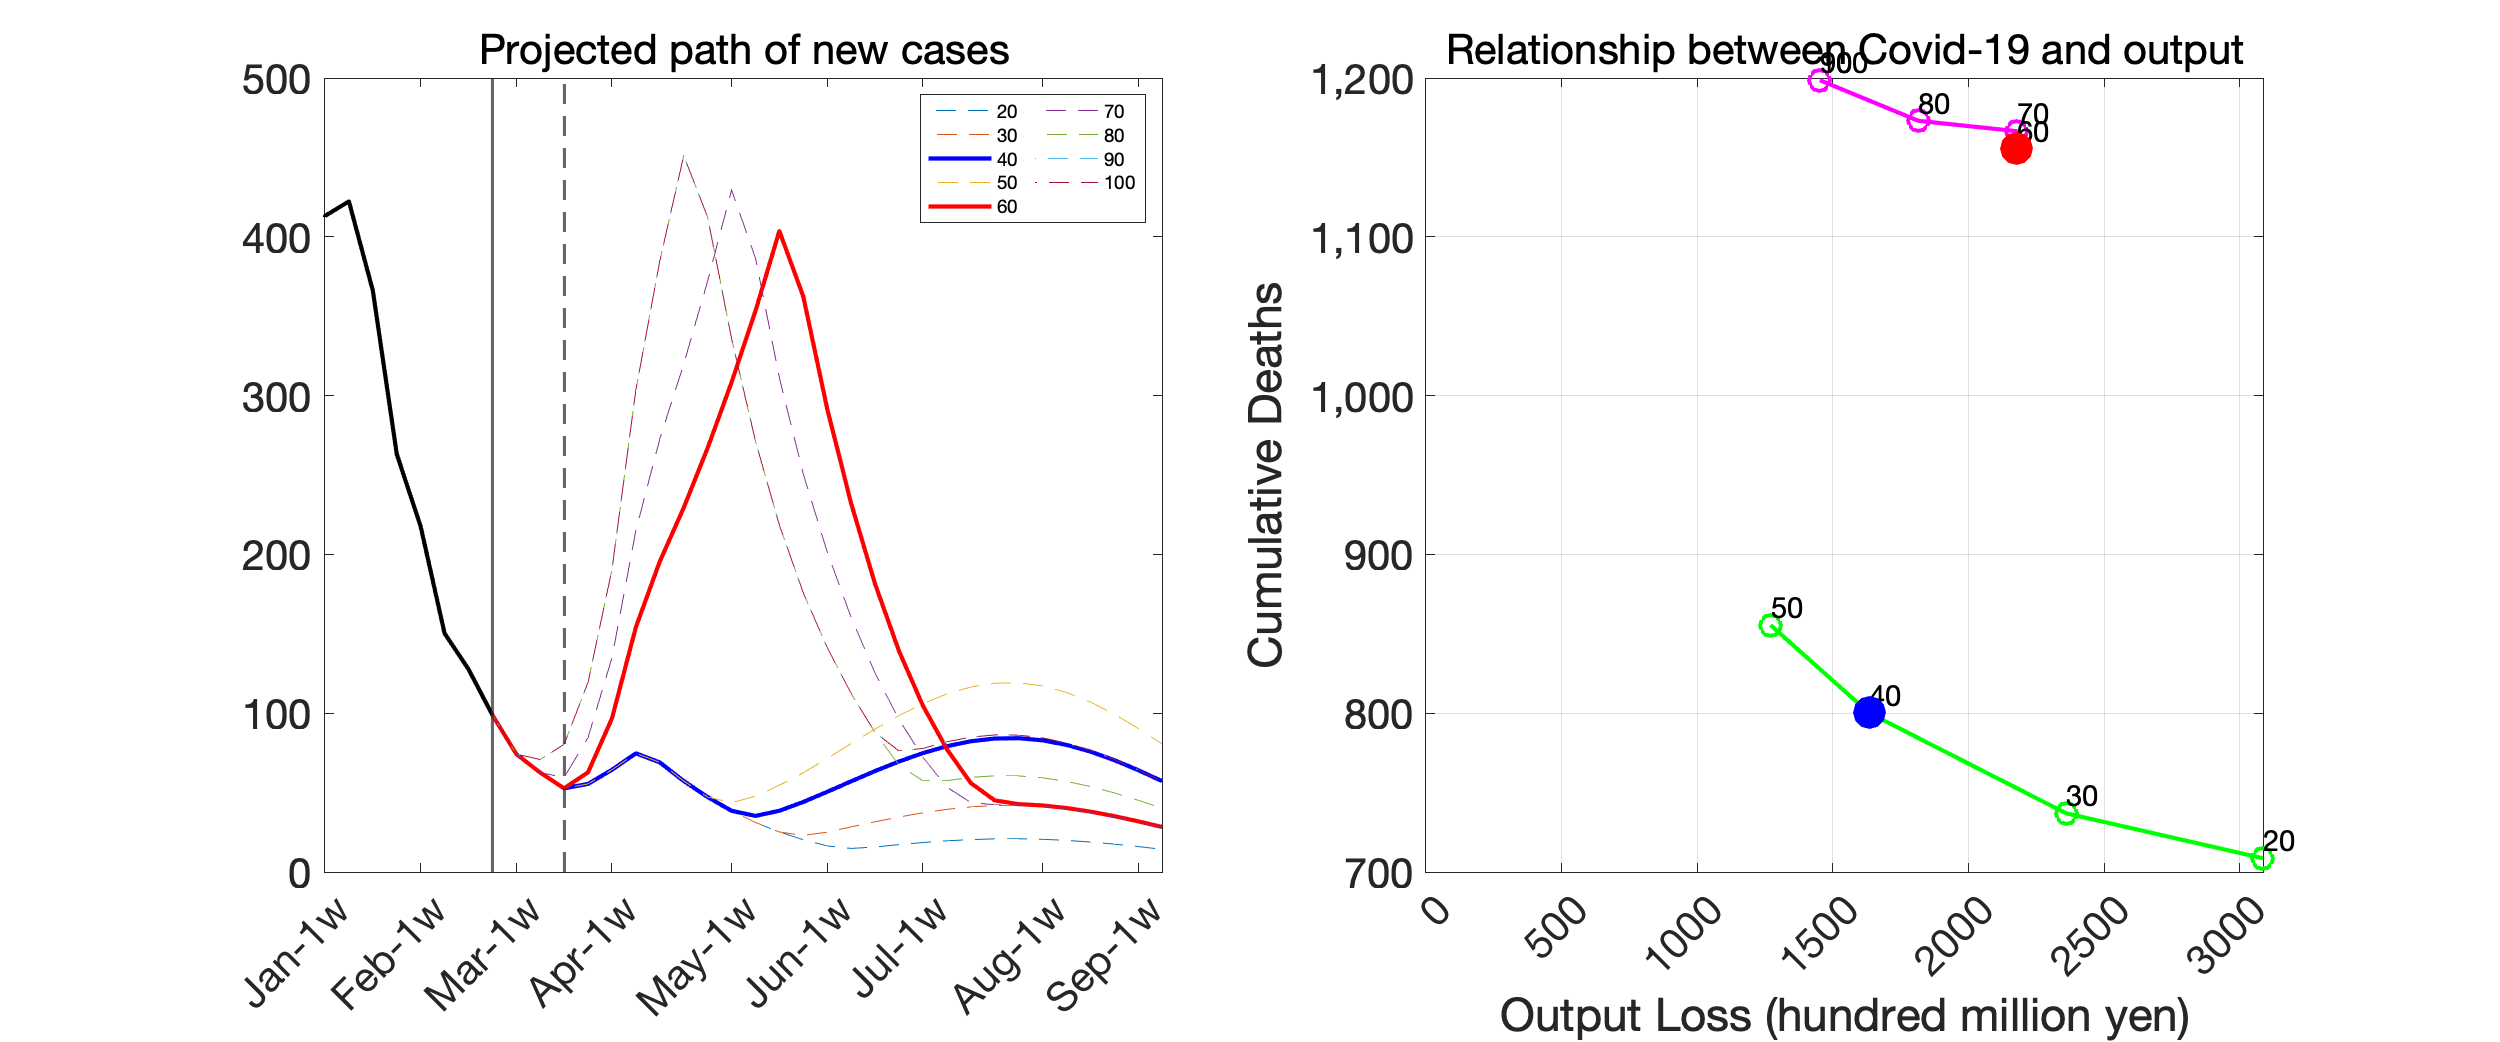 Projected path of new cases
500
400
300
200
100
0
20
30
40
50
60
70
80
90
100
Jan-1w
Feb-1w
Mar-1w
Apr-1w
May-1w
Jun-1w
Jul-1w
Aug-1w
Sep-1w
Relationship between Covid-19 and output
Cumulative Deaths
1,200
1,100
1,000
900
800
700
80
70
60
50
40
30
20
0
500
1000
1500
2000
2500
3000
Output Loss (hundred million yen)